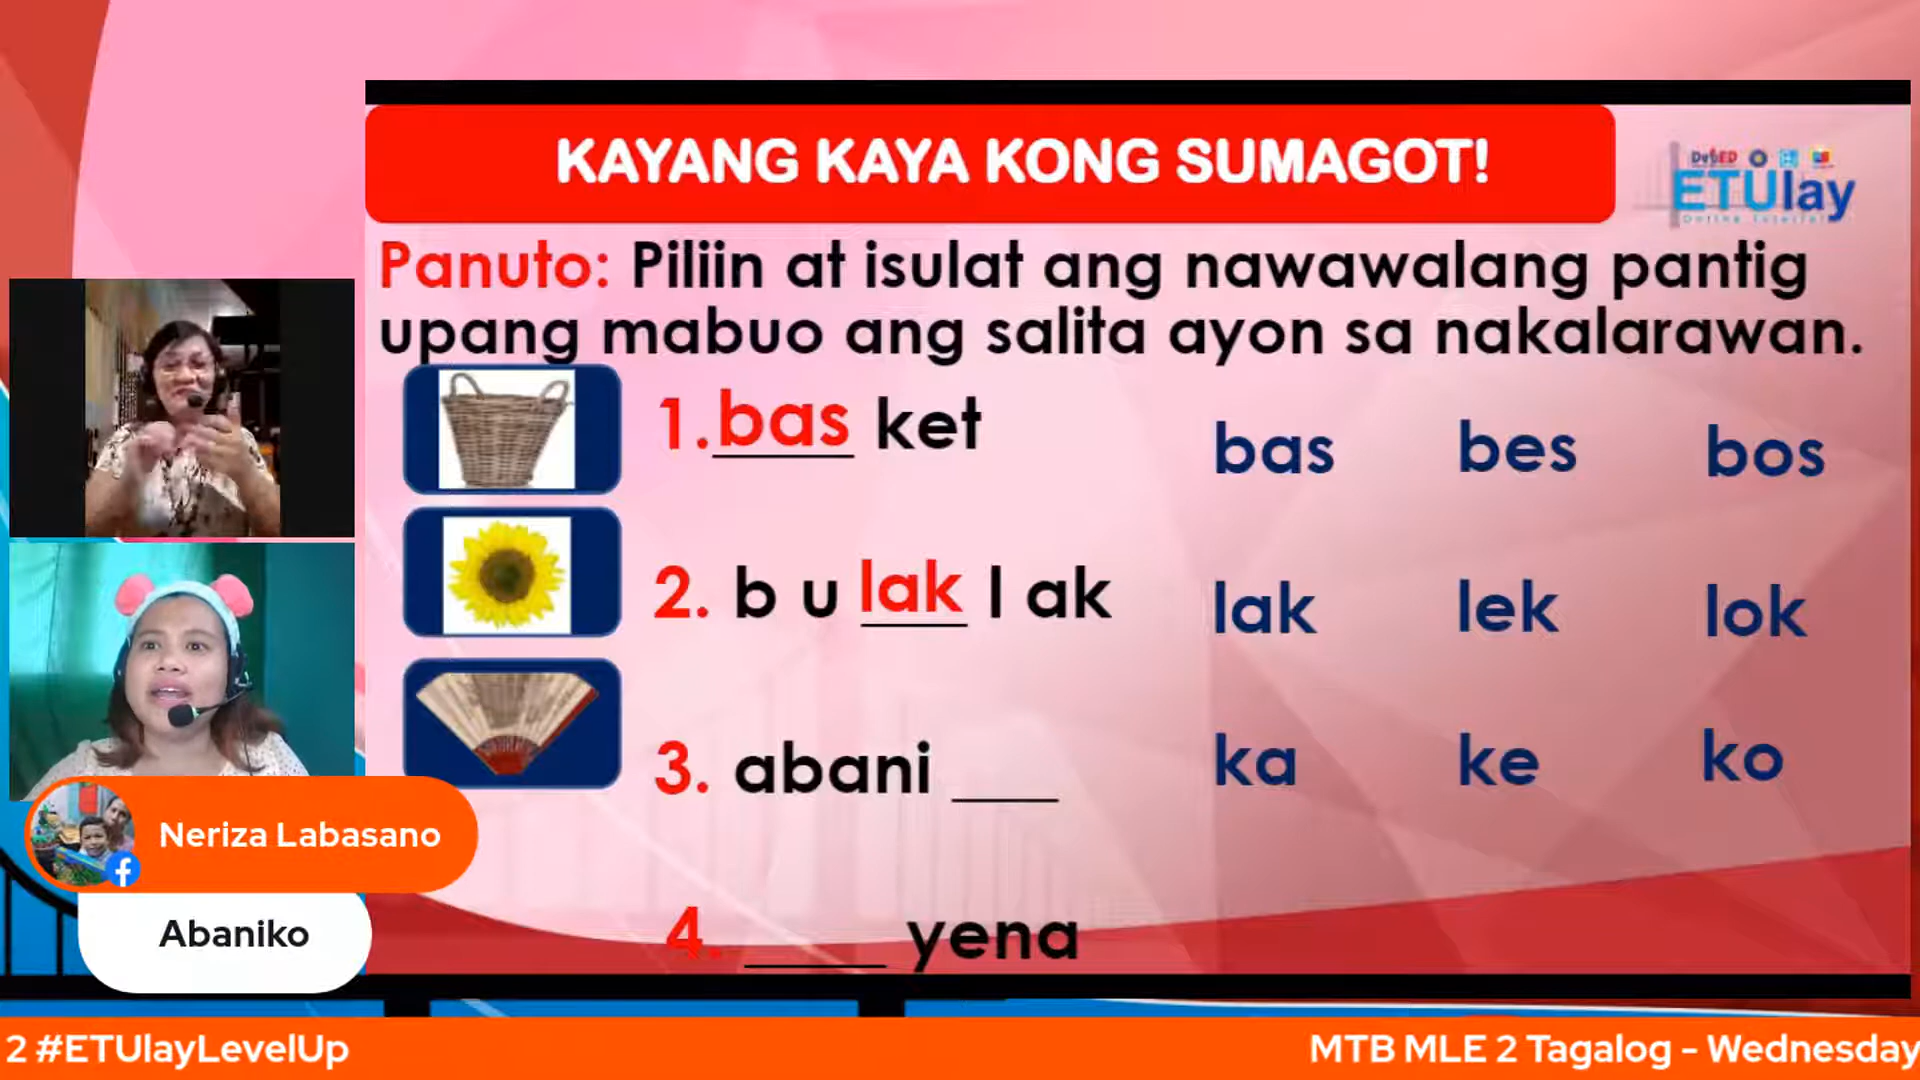 KAYANG KAYA KONG SUMAGOT!
DepED
ETUlay
Panuto: Piliin at isulat ang nawawalang pantig
upang mabuo ang salita ayon sa nakalarawan.
1. bas ket bas bes bos
2. b u lak l ak lak lek lok
3. abani ___ ka ke ko
4. ____ yena
Neriza Labasano
Abaniko
2 #ETUlayLevelUp
MTB MLE 2 Tagalog - Wednesday